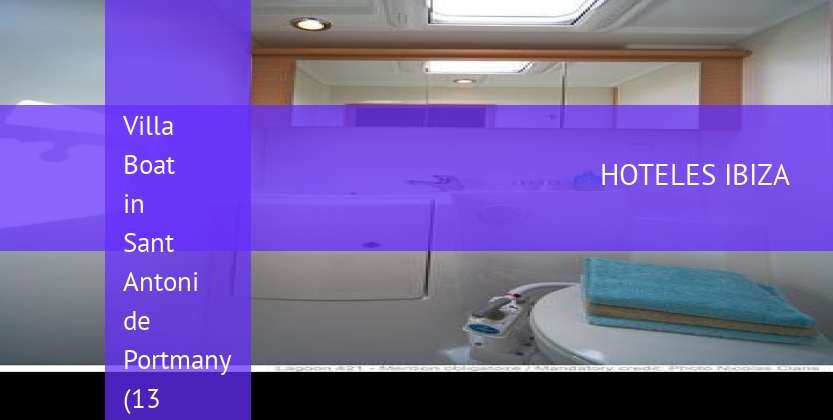 Villa
Boat
in
Sant
Antoni
de
Portmany
(13
HOTELES IBIZA
Lagoon 421 - Mention obligatoire / Mandatory credit: Photo Nicolas Claris